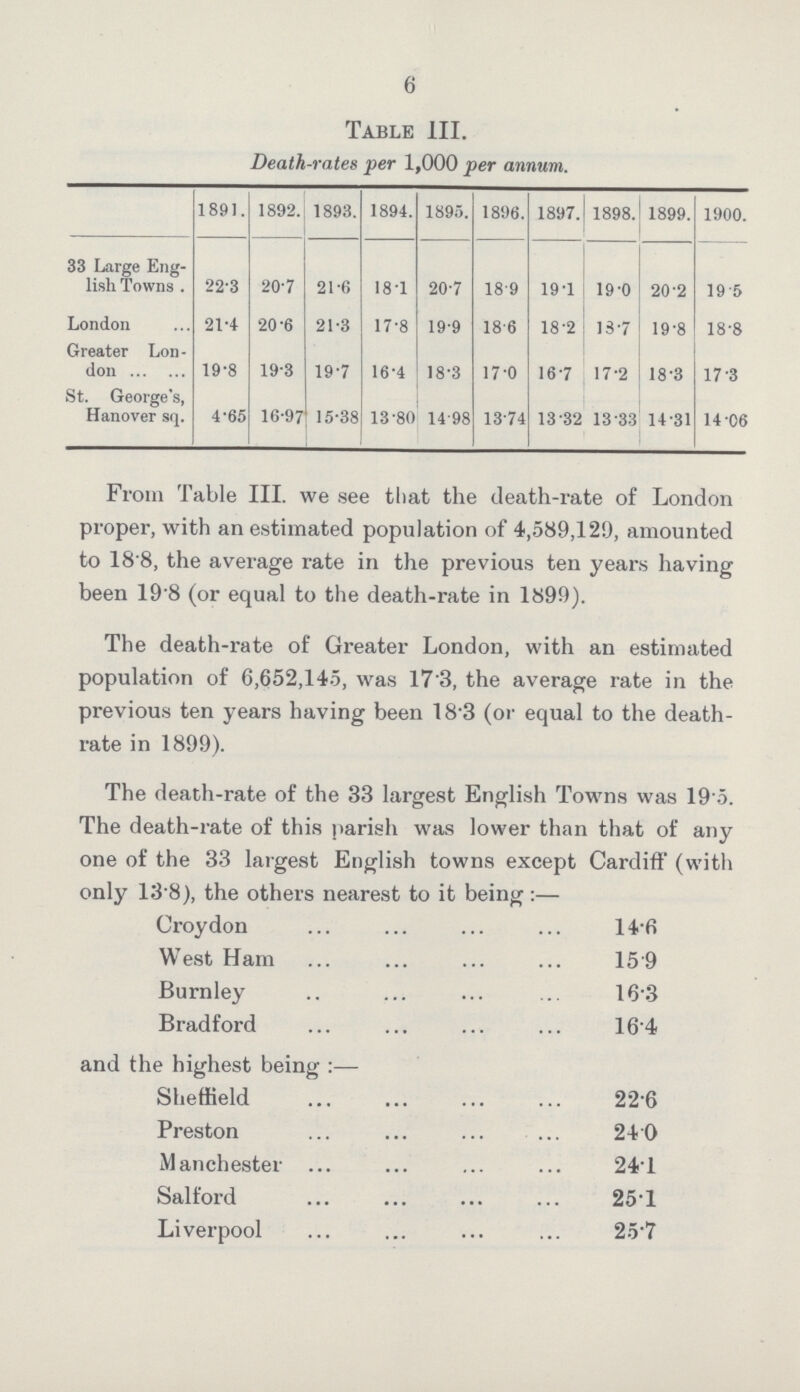 6
TABLE III.
Death-rates per 1,000 per annum.
1891. 1892. 1893. 1894. 1895. 1896. 1897. 1898. 1899. 1900.
33 Large Eng-
lish Towns . 22·3 20·7 21·6 18·1 20·7 18·9 19·1 19·0 20·2 19·5
London ... 21·4 20·6 21·3 17·8 19·9 18·6 18·2 18·7 19·8 18·8
Greater Lon-
don ... ... 19·8 19·3 19·7 16·4 18·3 17·0 16·7 17·2 18·3 17·3
St. George's,
Hanover sq. 4·65 16·97 15·38 13·80 14·98 13·74 13·32 13·33 14·31 14·06
From Table III. we see that the death-rate of London
proper, with an estimated population of 4,589,129, amounted
to 18·8, the average rate in the previous ten years having
been 19·8 (or equal to the death-rate in 1899).
The death-rate of Greater London, with an estimated
population of 6,652,145, was 17·3, the average rate in the
previous ten years having been 18·3 (or equal to the death-
rate in 1899).
The death-rate of the 33 largest English Towns was 19·5.
The death-rate of this parish was lower than that of any
one of the 33 largest English towns except Cardiff (with
only 13·8), the others nearest to it being :—
Croydon ... ... ... ... 14·6
West Ham ... ... ... ... 15·9
Burnley .. ... ... ... 16·3
Bradford ... ... ... ... 16·4
and the highest being :—
Sheffield ... ... ... ... 22·6
Preston ... ... ... ... 24·0
Manchester ... ... ... ... 24·1
Salford ... ... ... ... 25·1
Liverpool ... ... ... ... 25·7